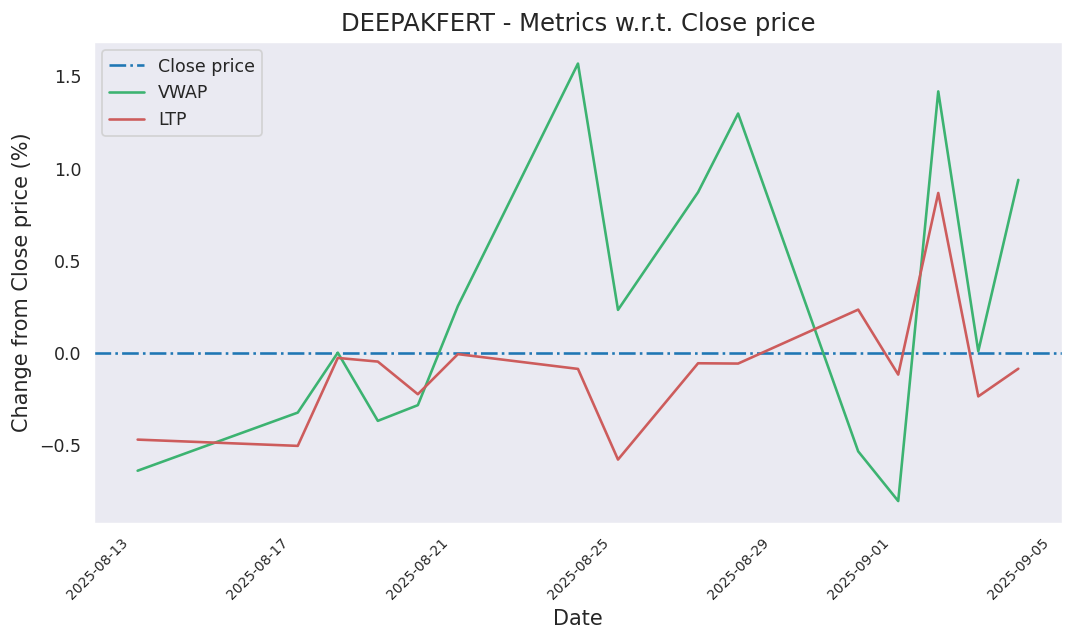 DEEPAKFERT - Metrics w.r.t. Close price
Close price
VWAP
LTP
Change from Close price (%)
1.5
1.0
0.5
0.0
−0.5
2025-08-13
2025-08-17
2025-08-21
2025-08-25
2025-08-29
2025-09-01
2025-09-05
Date